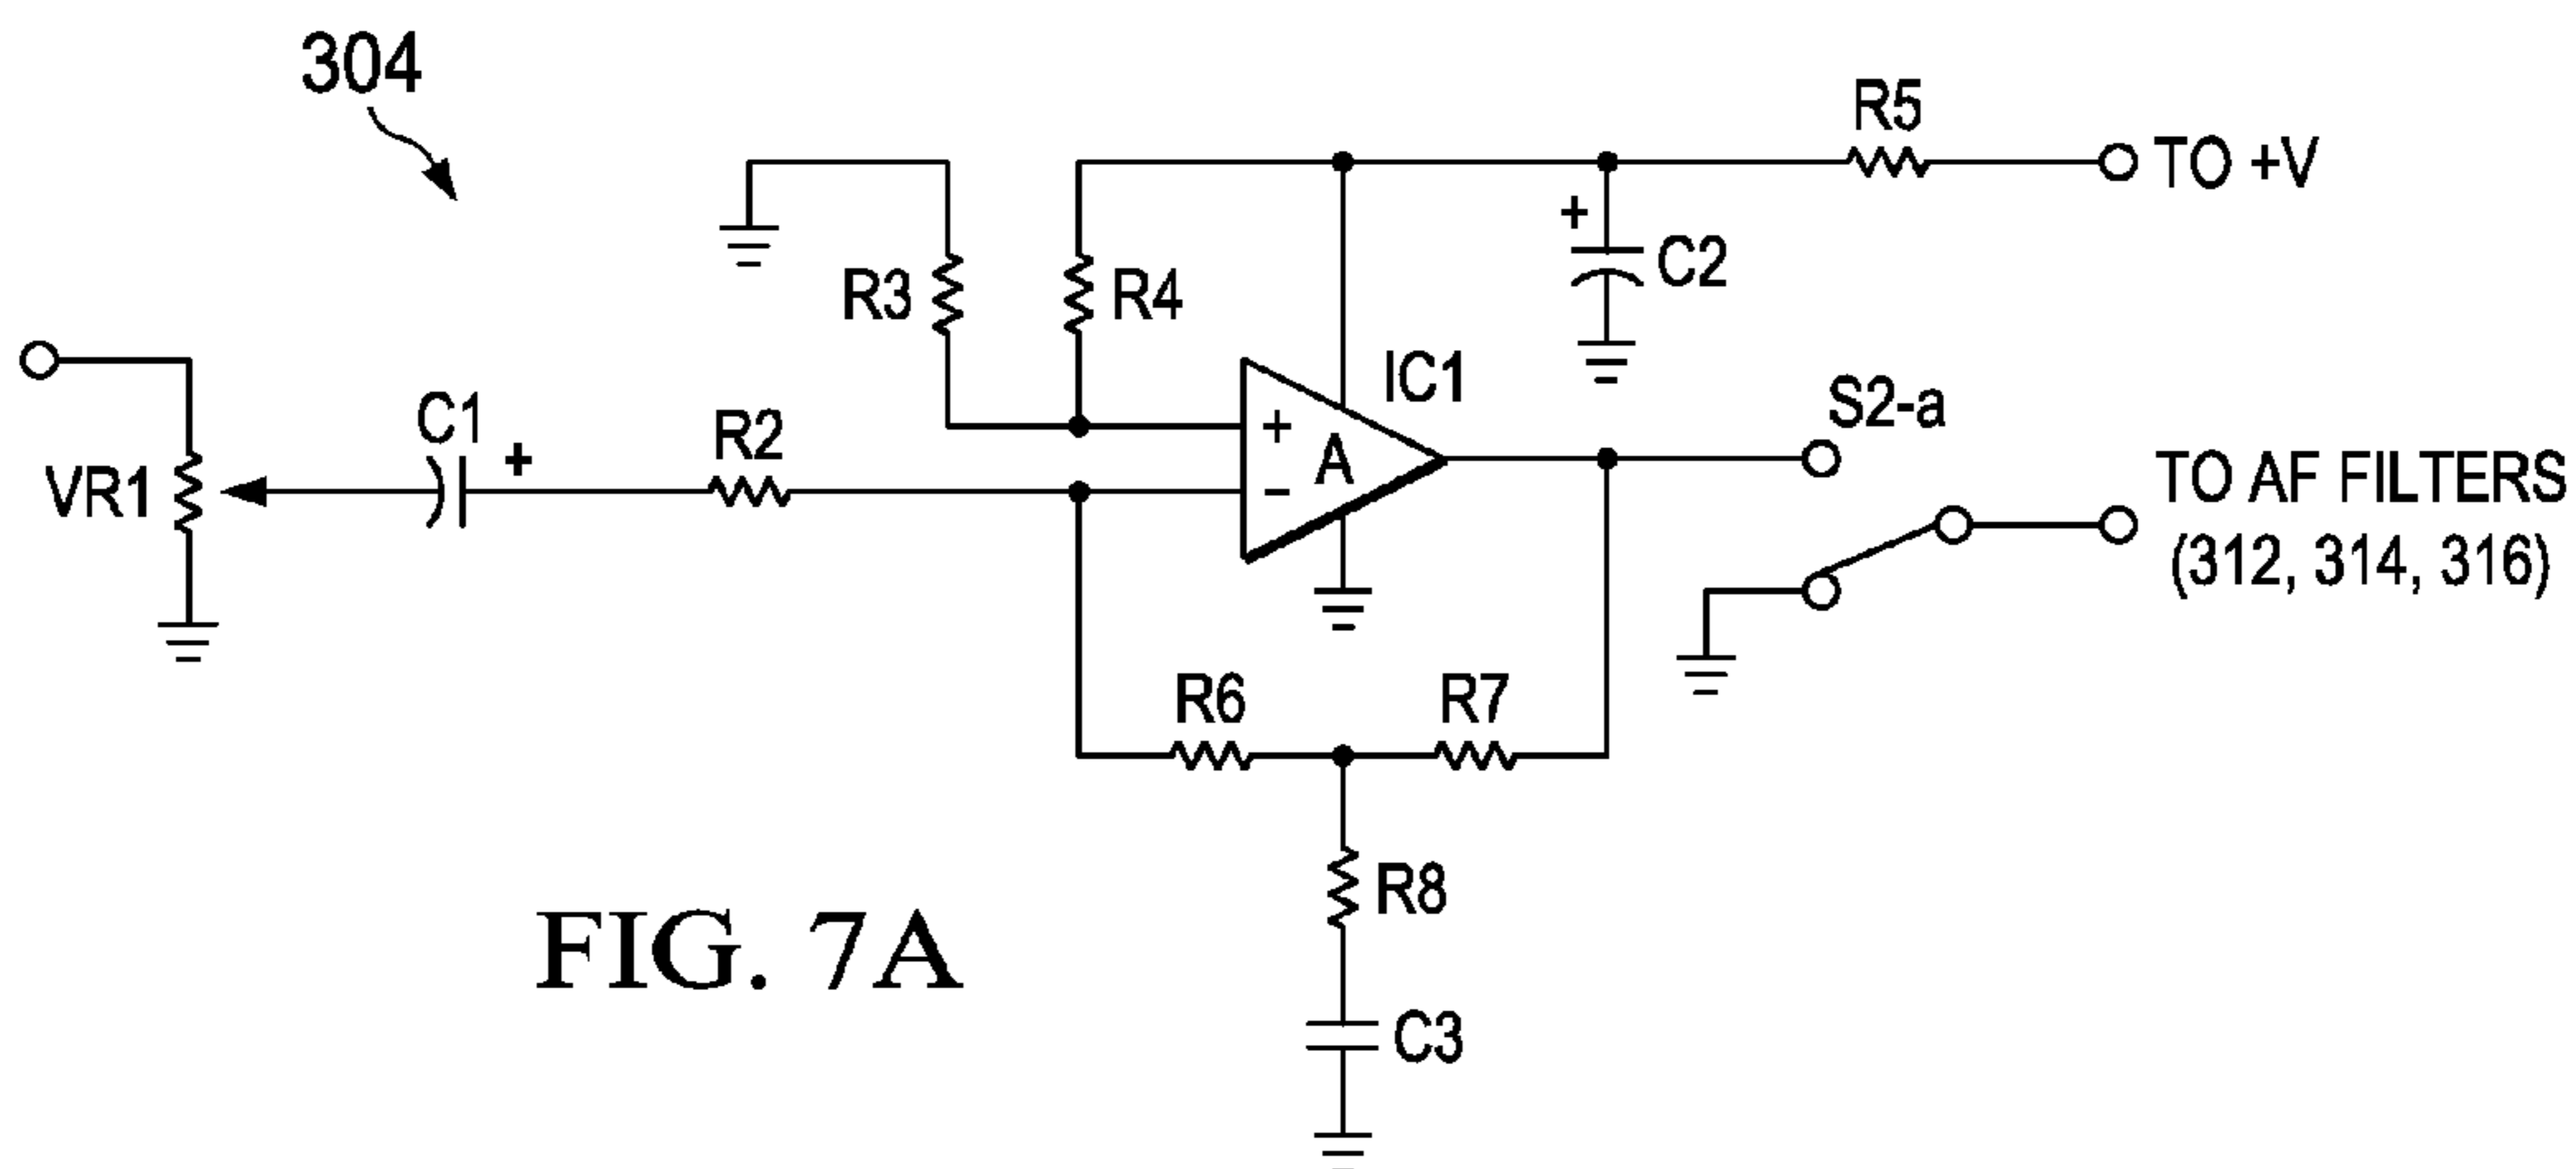 304
R5
TO +V
+
C2
R3
R4
IC1
C1
+
R2
VR1
+
A
−
S2-a
TO AF FILTERS
(312, 314, 316)
R6
R7
R8
C3
FIG. 7A